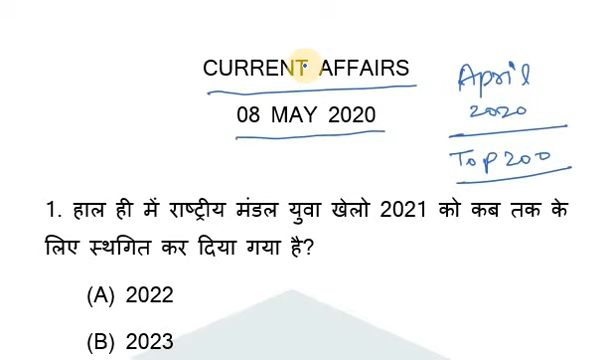 CURRENT AFFAIRS
08 MAY 2020
April
2020
Top 200
1. हाल ही में राष्ट्रीय मंडल युवा खेलो 2021 को कब तक के
लिए स्थगित कर दिया गया है?
(A) 2022
(B) 2023